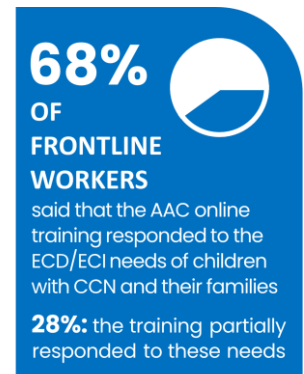 68%
OF
FRONTLINE
WORKERS
said that the AAC online
training responded to the
ECD/ECI needs of children
with CCN and their families
28%: the training partially
responded to these needs